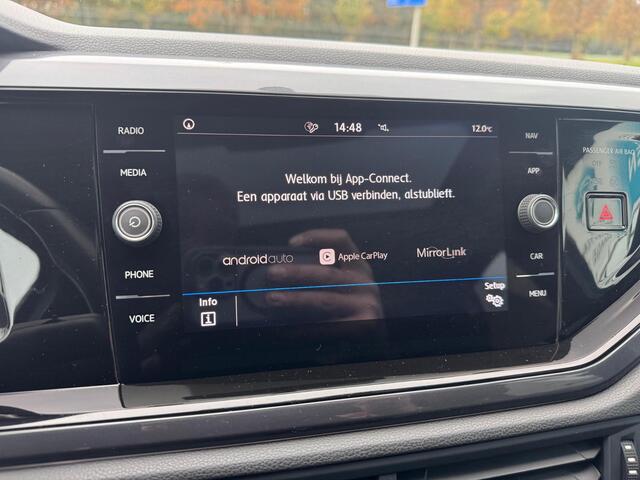 RADIO
MEDIA
PHONE
VOICE
14:48
12.0°C
Welkom bij App-Connect.
Een apparaat via USB verbinden, alstublieft.
androidauto
Apple CarPlay
MirrorLink
Info
i
Setup
NAV
APP
CAR
MENU
PASSENGER AIR BAG